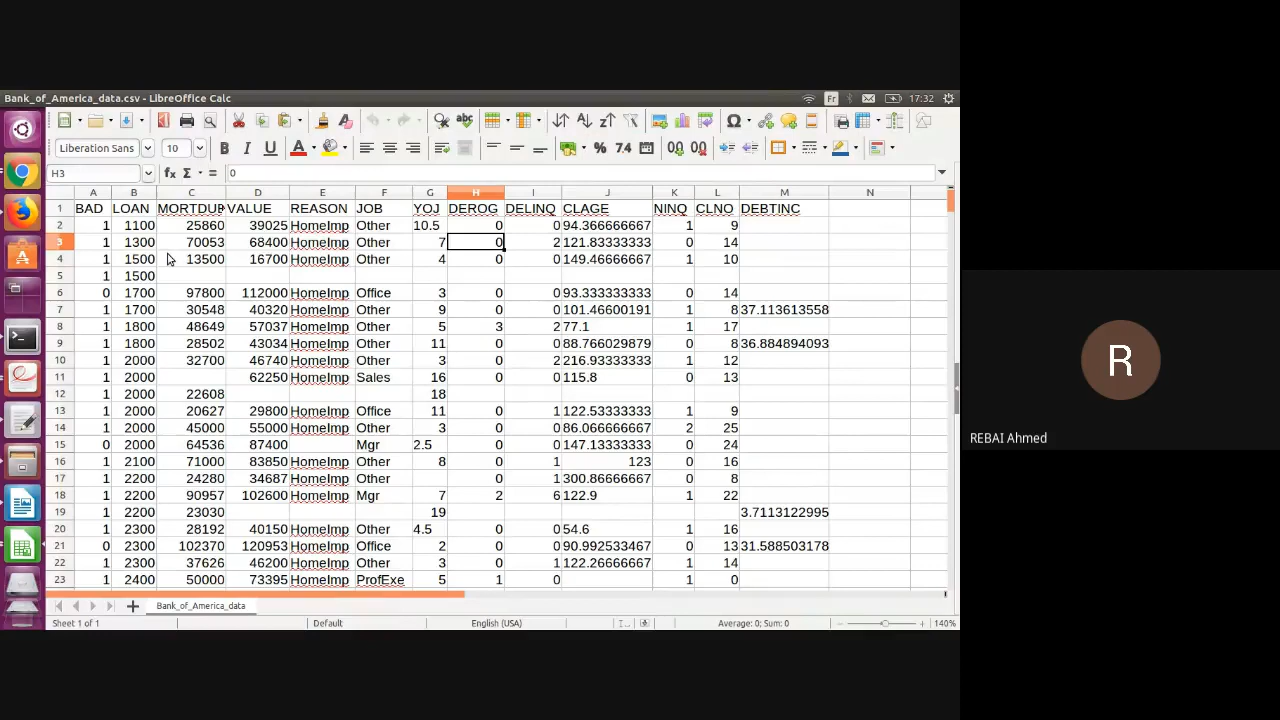 Bank_of_America_data.csv - LibreOffice Calc Fr 17:32
Liberation Sans 10 7.4
H3 0
A B C D E F G H I J K L M N
1 BAD LOAN MORTDUE VALUE REASON JOB YOJ DEROG DELINQ CLAGE NINQ CLNO DEBTINC
2 1 1100 25860 39025 HomeImp Other 10.5 0 0 94.366666667 1 9
3 1 1300 70053 68400 HomeImp Other 7 0 2 121.83333333 0 14
4 1 1500 13500 16700 HomeImp Other 4 0 0 149.46666667 1 10
5 1 1500
6 0 1700 97800 112000 HomeImp Office 3 0 0 93.333333333 0 14
7 1 1700 30548 40320 HomeImp Other 9 0 0 101.46600191 1 8 37.113613558
8 1 1800 48649 57037 HomeImp Other 5 3 2 77.1 1 17
9 1 1800 28502 43034 HomeImp Other 11 0 0 88.766029879 0 8 36.884894093
10 1 2000 32700 46740 HomeImp Other 3 0 2 216.93333333 1 12
11 1 2000 62250 HomeImp Sales 16 0 0 115.8 0 13
12 1 2000 22608 18
13 1 2000 20627 29800 HomeImp Office 11 0 1 122.53333333 1 9
14 1 2000 45000 55000 HomeImp Other 3 0 0 86.066666667 2 25
15 0 2000 64536 87400 Mgr 2.5 0 0 147.13333333 0 24
16 1 2100 71000 83850 HomeImp Other 8 0 1 123 0 16
17 1 2200 24280 34687 HomeImp Other 0 1 300.86666667 0 8
18 1 2200 90957 102600 HomeImp Mgr 7 2 6 122.9 1 22
19 1 2200 23030 19 3.7113122995
20 1 2300 28192 40150 HomeImp Other 4.5 0 0 54.6 1 16
21 0 2300 102370 120953 HomeImp Office 2 0 0 90.992533467 0 13 31.588503178
22 1 2300 37626 46200 HomeImp Other 3 0 1 122.26666667 1 14
23 1 2400 50000 73395 HomeImp ProfExe 5 1 0 1 0
Bank_of_America_data
Sheet 1 of 1 Default English (USA) Average: 0; Sum: 0 140%
R
REBAI Ahmed